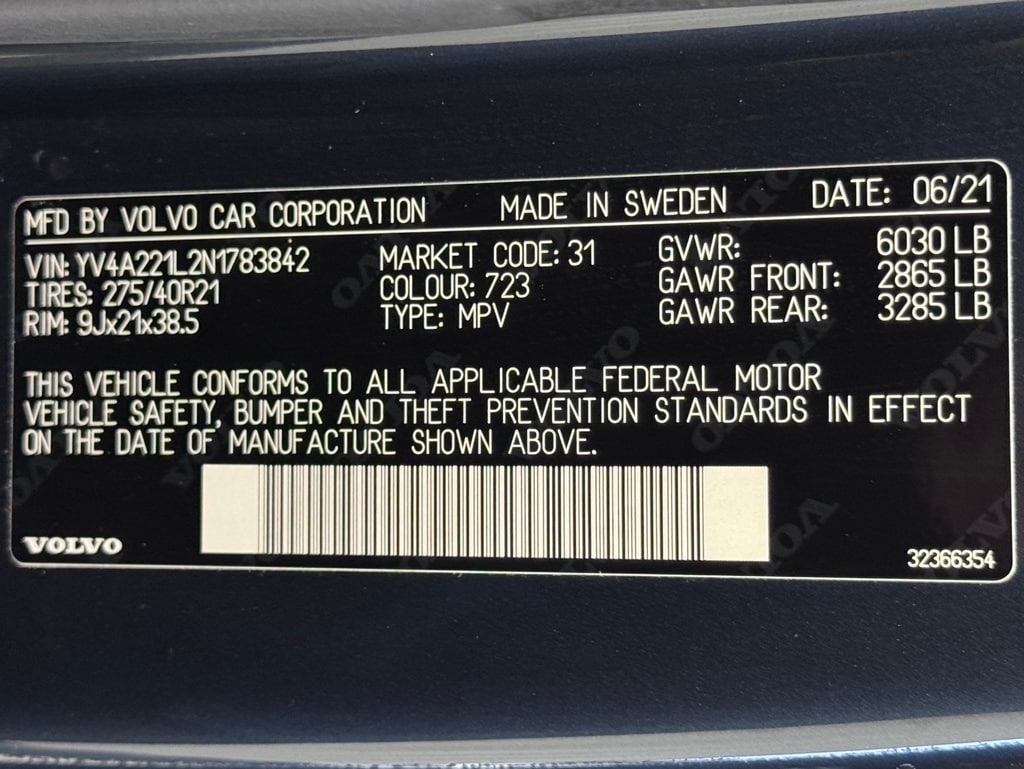 MFD BY VOLVO CAR CORPORATION MADE IN SWEDEN DATE: 06/21
VIN: YV4A221L2N1783842 MARKET CODE: 31 GVWR: 6030 LB
TIRES: 275/40R21 COLOUR: 723 GAWR FRONT: 2865 LB
RIM: 9Jx21x38.5 TYPE: MPV GAWR REAR: 3285 LB
THIS VEHICLE CONFORMS TO ALL APPLICABLE FEDERAL MOTOR
VEHICLE SAFETY, BUMPER AND THEFT PREVENTION STANDARDS IN EFFECT
ON THE DATE OF MANUFACTURE SHOWN ABOVE.
VOLVO 32366354